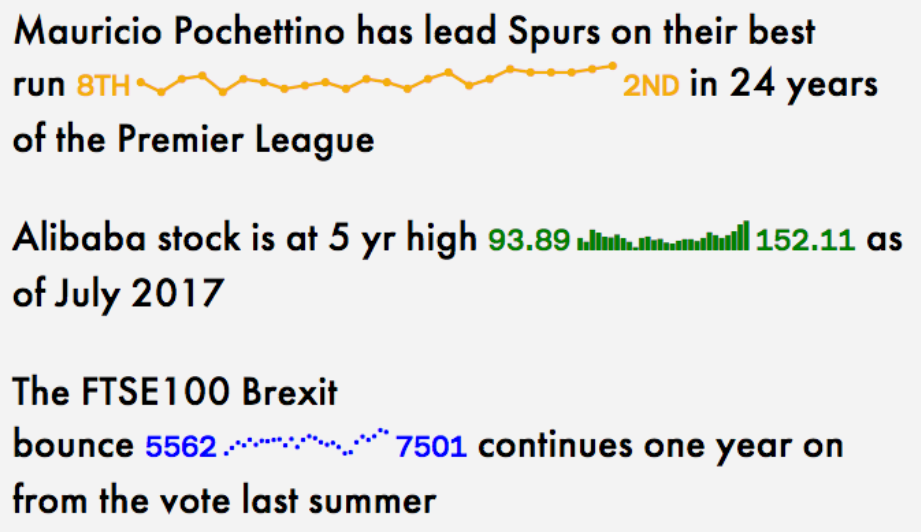 Mauricio Pochettino has lead Spurs on their best
run 8TH 2ND in 24 years
of the Premier League
Alibaba stock is at 5 yr high 93.89 152.11 as
of July 2017
The FTSE100 Brexit
bounce 5562 7501 continues one year on
from the vote last summer